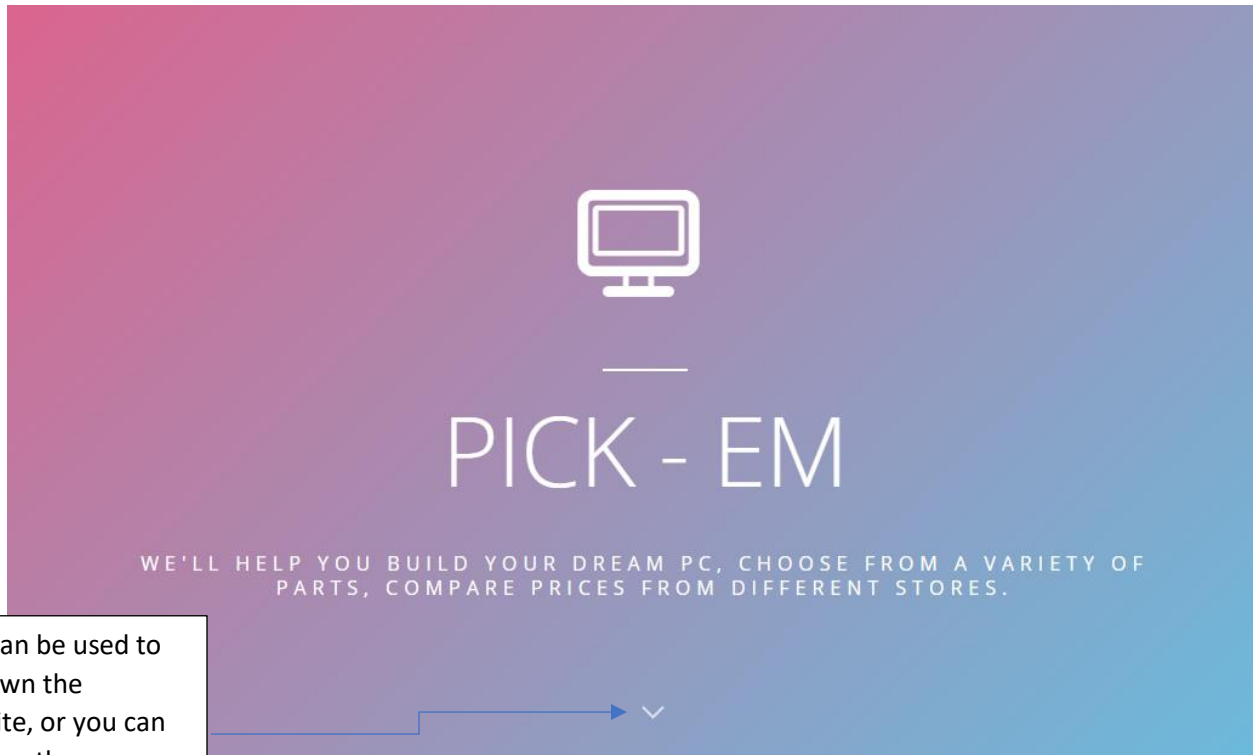 PICK - EM
WE'LL HELP YOU BUILD YOUR DREAM PC, CHOOSE FROM A VARIETY OF
PARTS, COMPARE PRICES FROM DIFFERENT STORES.
an be used to
wn the
ite, or you can